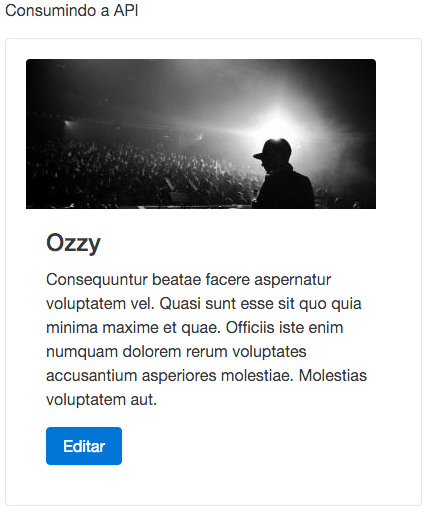 Consumindo a API
Ozzy
Consequuntur beatae facere aspernatur
voluptatem vel. Quasi sunt esse sit quo quia
minima maxime et quae. Officiis iste enim
numquam dolorem rerum voluptates
accusantium asperiores molestiae. Molestias
voluptatem aut.
Editar